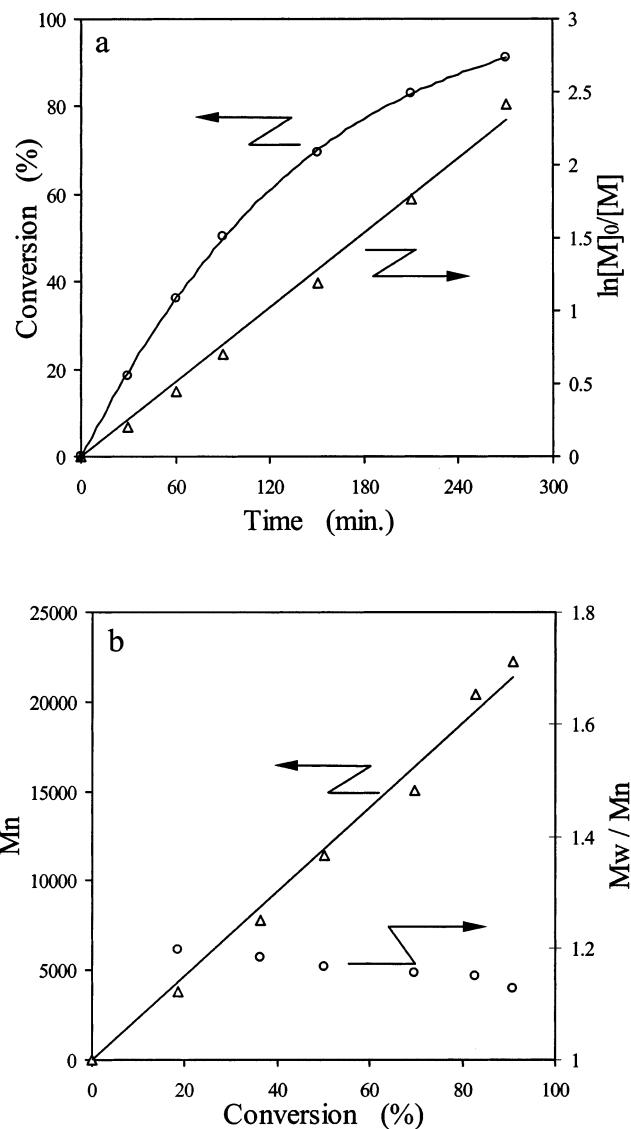 a
100
80
60
40
20
0
Conversion (%)
3
2.5
2
1.5
1
0.5
0
ln[M]₀/[M]
0 60 120 180 240 300
Time (min.)
b
25000
20000
15000
10000
5000
0
Mn
1.8
1.6
1.4
1.2
1
Mw / Mn
0 20 40 60 80 100
Conversion (%)